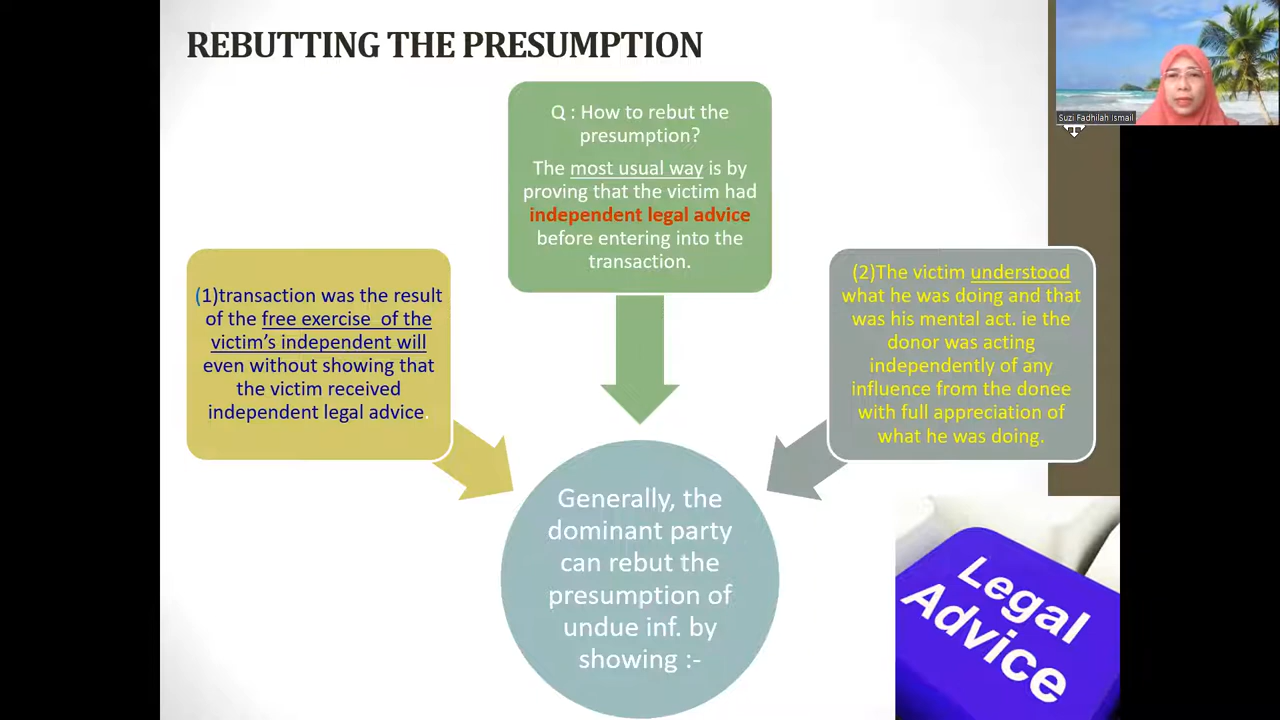 REBUTTING THE PRESUMPTION
Suzi Fadhilah Ismail
Q : How to rebut the
presumption?
The most usual way is by
proving that the victim had
independent legal advice
before entering into the
transaction.
(1)transaction was the result
of the free exercise of the
victim’s independent will
even without showing that
the victim received
independent legal advice.
(2)The victim understood
what he was doing and that
was his mental act. ie the
donor was acting
independently of any
influence from the donee
with full appreciation of
what he was doing.
Generally, the
dominant party
can rebut the
presumption of
undue inf. by
showing :-
Legal
Advice